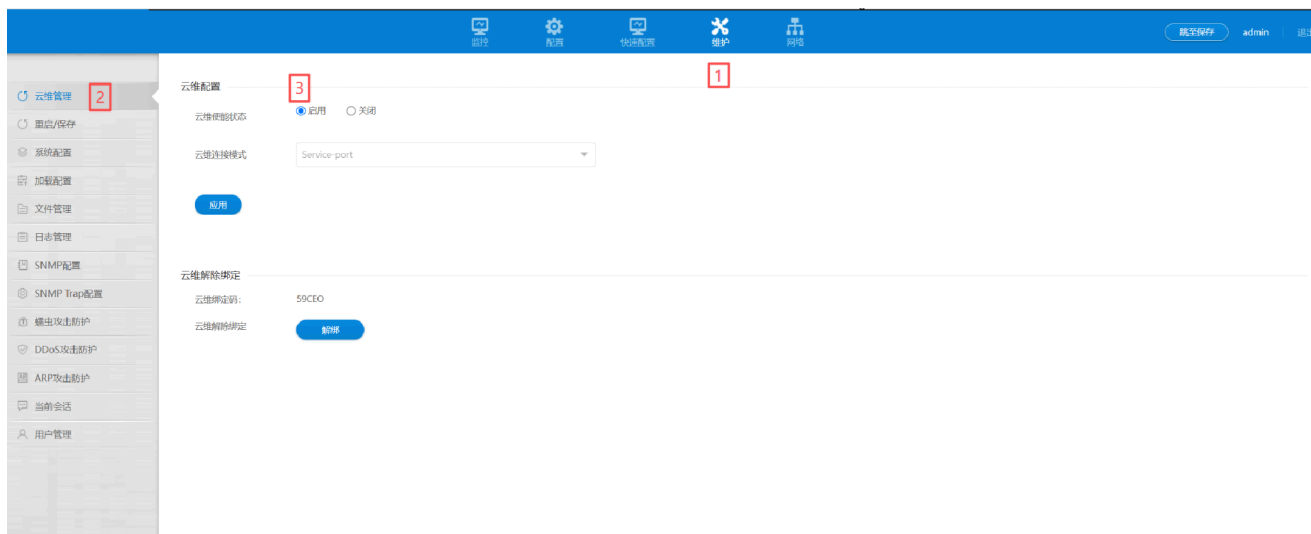 监控
配置
快速配置
维护
网络
跳至保存
admin
1
云维管理
2
重启/保存
系统配置
加载配置
文件管理
日志管理
SNMP配置
SNMP Trap配置
蠕虫攻击防护
DDoS攻击防护
ARP攻击防护
当前会话
用户管理
云维配置
3
云维使能状态 启用 关闭
云维连接模式 Service-port
应用
云维解除绑定
云维绑定码: 59CEO
云维解除绑定 解绑